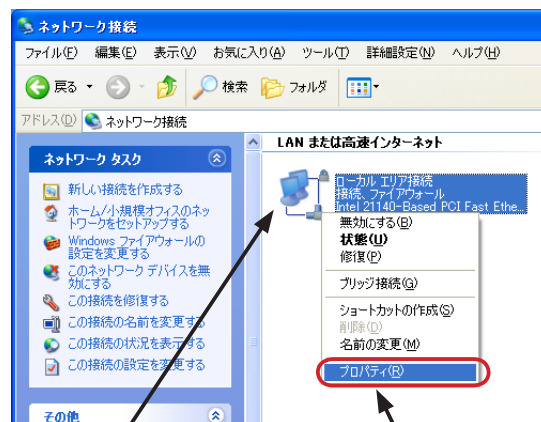 ネットワーク接続
ファイル(F) 編集(E) 表示(V) お気に入り(A) ツール(T) 詳細設定(N) ヘルプ(H)
戻る 検索 フォルダ
アドレス(D) ネットワーク接続
ネットワーク タスク
新しい接続を作成する
ホーム/小規模オフィスのネッ
トワークをセットアップする
Windows ファイアウォールの
設定を変更する
このネットワーク デバイスを無
効にする
この接続を修復する
この接続の名前を変更する
この接続の状況を表示する
この接続の設定を変更する
その他
LAN または高速インターネット
ローカル エリア接続
接続、ファイアウォール
Intel 21140-Based PCI Fast Ethe...
無効にする(B)
状態(U)
修復(P)
ブリッジ接続(G)
ショートカットの作成(S)
削除(D)
名前の変更(M)
プロパティ(R)